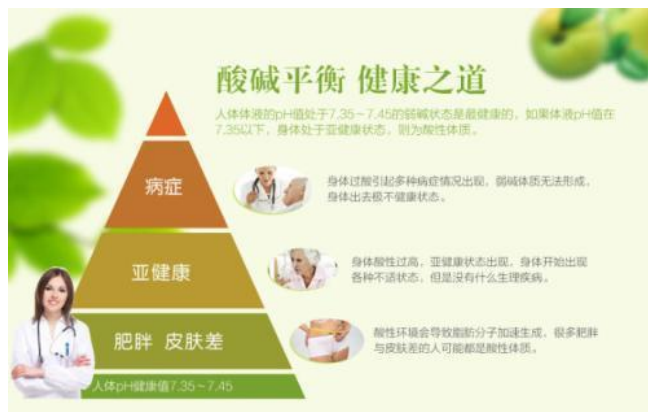 酸碱平衡 健康之道
人体体液的pH值处于7.35～7.45的弱碱状态是最健康的，如果体液pH值在
7.35以下，身体处于亚健康状态，则为酸性体质。
病症
身体过酸引起多种病症情况出现，弱碱体质无法形成，
身体出去极不健康状态。
亚健康
身体酸性过高，亚健康状态出现，身体开始出现
各种不适状态，但是没有什么生理疾病。
肥胖 皮肤差
酸性环境会导致脂肪分子加速生成，很多肥胖
与皮肤差的人可能都是酸性体质。
人体pH健康值7.35～7.45